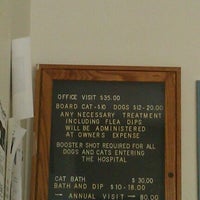 OFFICE VISIT $35.00
BOARD CAT-$10 DOGS $12-20.00
ANY NECESSARY TREATMENT
INCLUDING FLEA DIPS
WILL BE ADMINISTERED
AT OWNERS EXPENSE
BOOSTER SHOT REQUIRED FOR ALL
DOGS AND CATS ENTERING
THE HOSPITAL
CAT BATH $30.00
BATH AND DIP $10-18.00
→ ANNUAL VISIT → 80.00